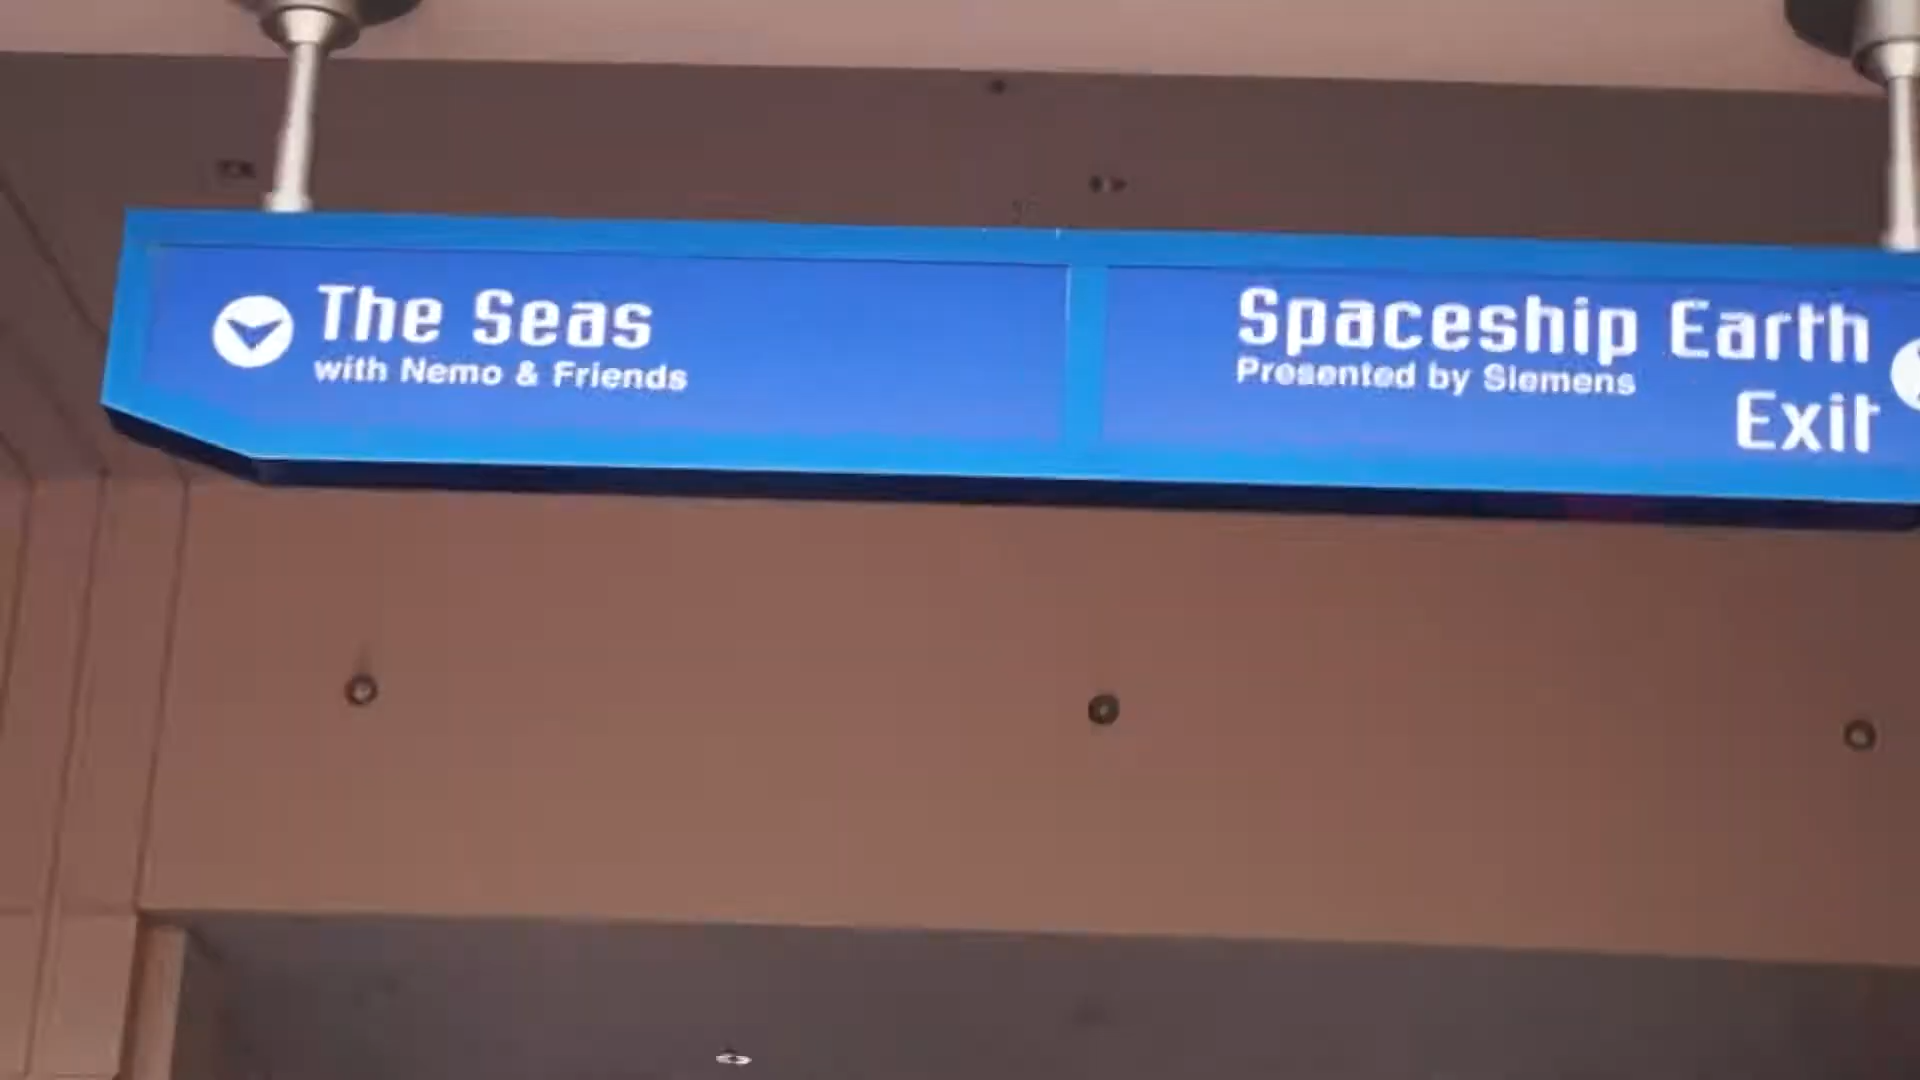 The Seas
with Nemo & Friends
Spaceship Earth
Presented by Siemens
Exit